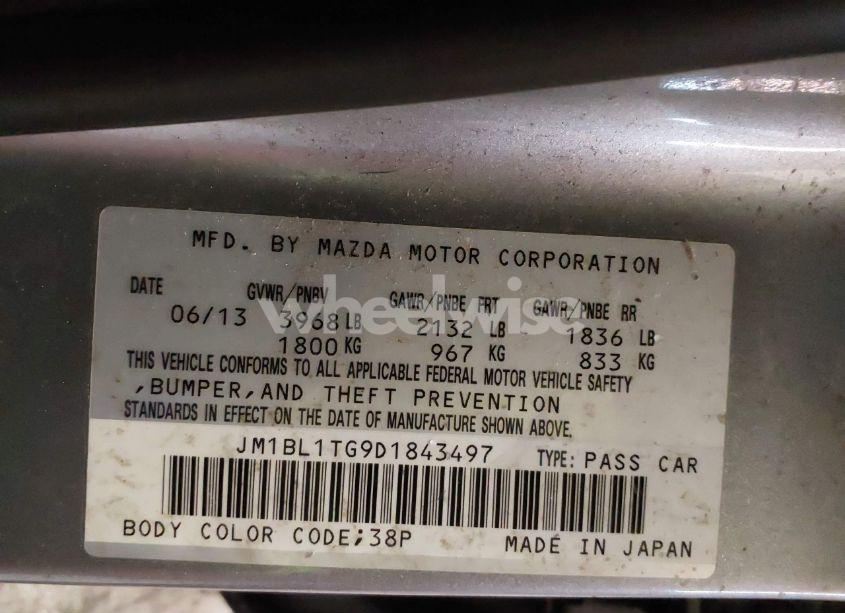 MFD. BY MAZDA MOTOR CORPORATION
DATE GVWR/PNBV GAWR/PNBE FRT GAWR/PNBE RR
06/13 3968 LB 2132 LB 1836 LB
1800 KG 967 KG 833 KG
THIS VEHICLE CONFORMS TO ALL APPLICABLE FEDERAL MOTOR VEHICLE SAFETY
,BUMPER,AND THEFT PREVENTION
STANDARDS IN EFFECT ON THE DATE OF MANUFACTURE SHOWN ABOVE.
JM1BL1TG9D1843497 TYPE: PASS CAR
BODY COLOR CODE;38P MADE IN JAPAN
wheelwise